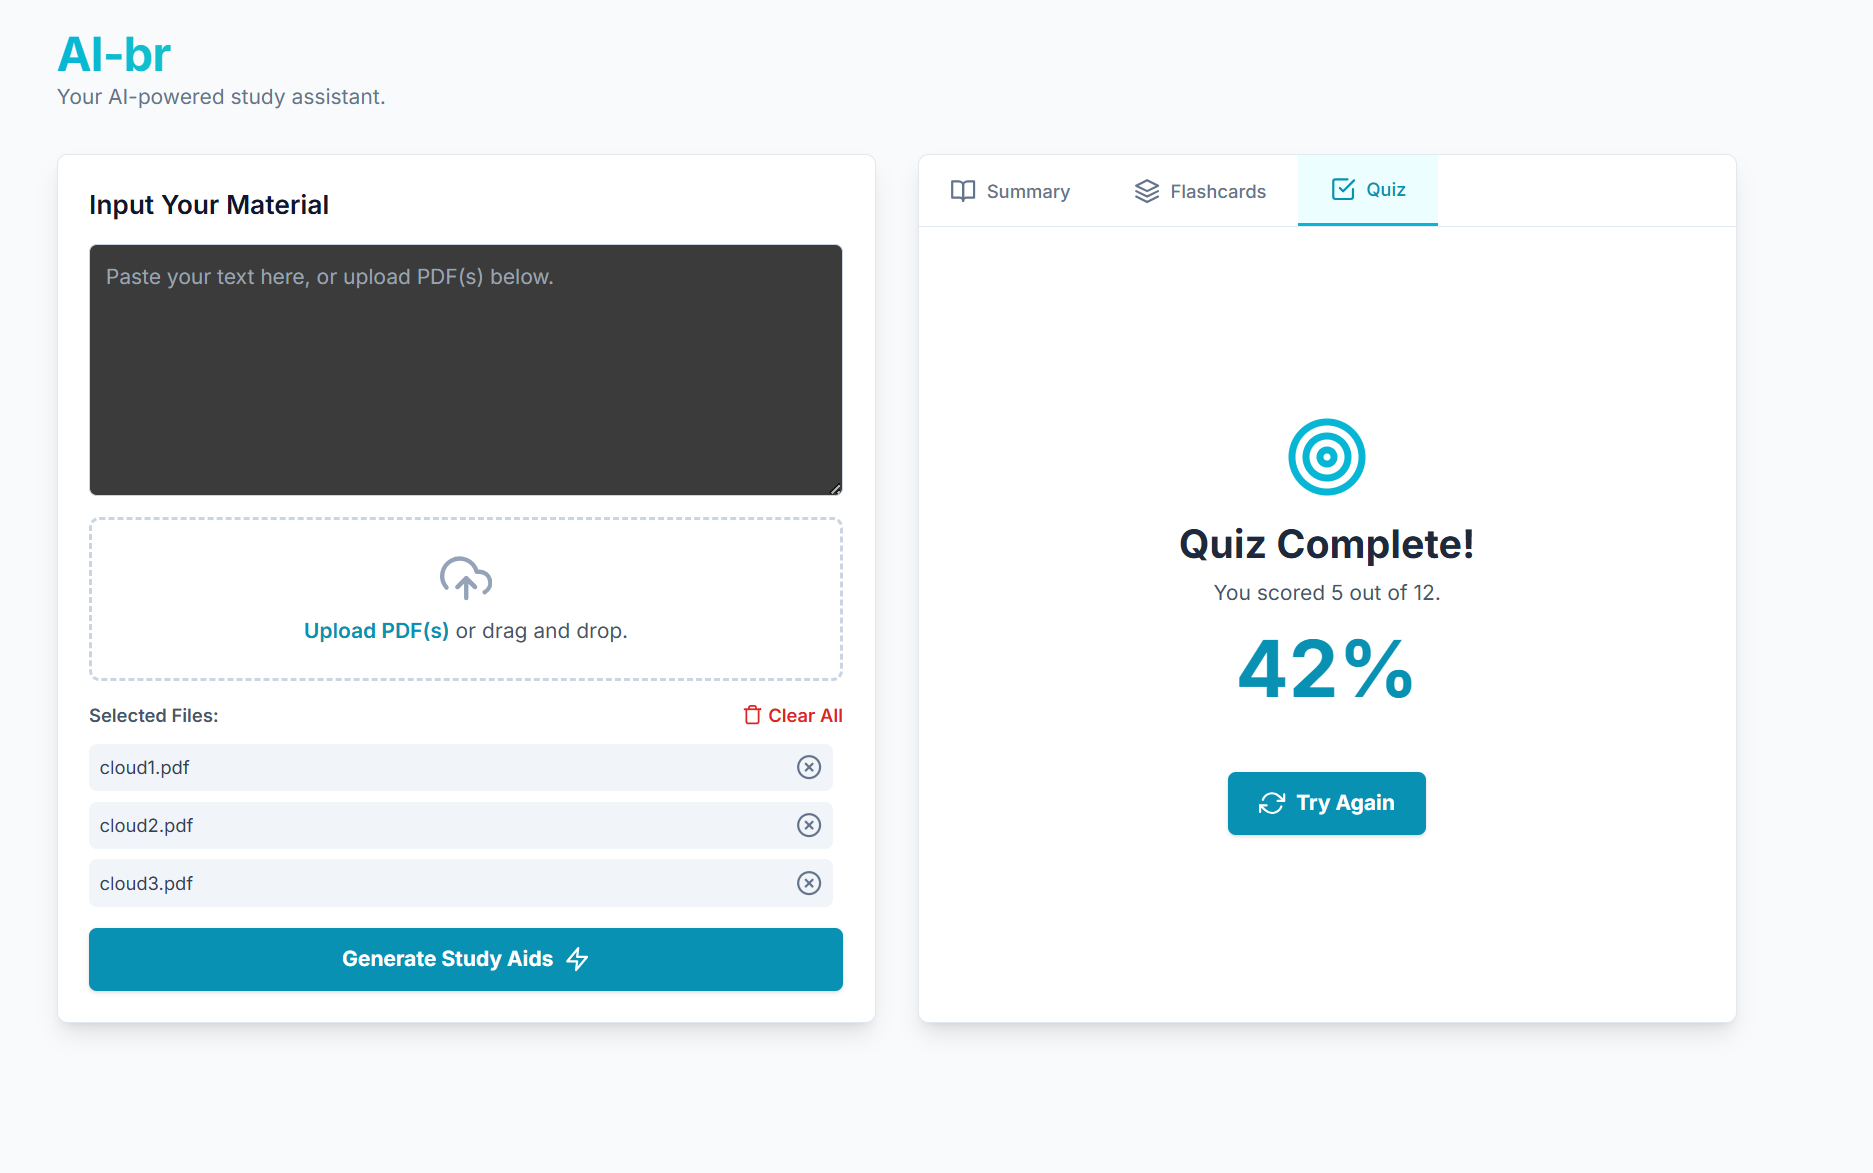 AI-br
Your AI-powered study assistant.
Input Your Material
Paste your text here, or upload PDF(s) below.
Upload PDF(s) or drag and drop.
Selected Files:
Clear All
cloud1.pdf
cloud2.pdf
cloud3.pdf
Generate Study Aids
Summary
Flashcards
Quiz
Quiz Complete!
You scored 5 out of 12.
42%
Try Again